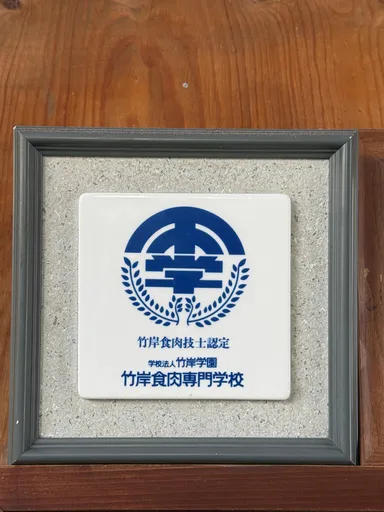 学
竹岸食肉技士認定
学校法人 竹岸学園
竹岸食肉専門学校